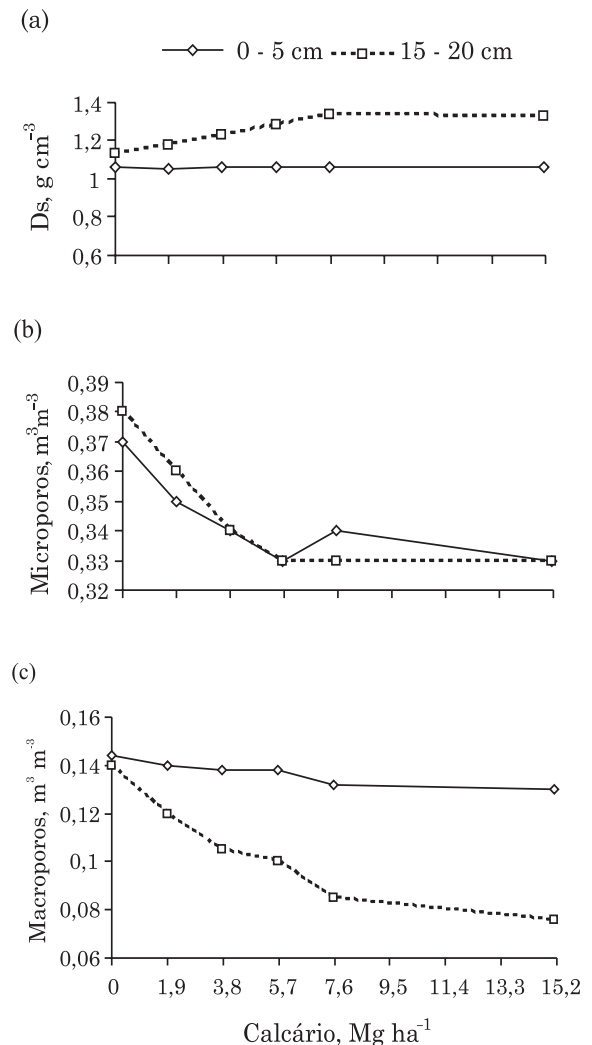 (a)
0 - 5 cm 15 - 20 cm
Ds, g cm-3
1,4
1,2
1
0,8
0,6
(b)
Microporos, m3m-3
0,39
0,38
0,37
0,36
0,35
0,34
0,33
0,32
(c)
Macroporos, m3 m-3
0,16
0,14
0,12
0,1
0,08
0,06
0 1,9 3,8 5,7 7,6 9,5 11,4 13,3 15,2
Calcário, Mg ha-1